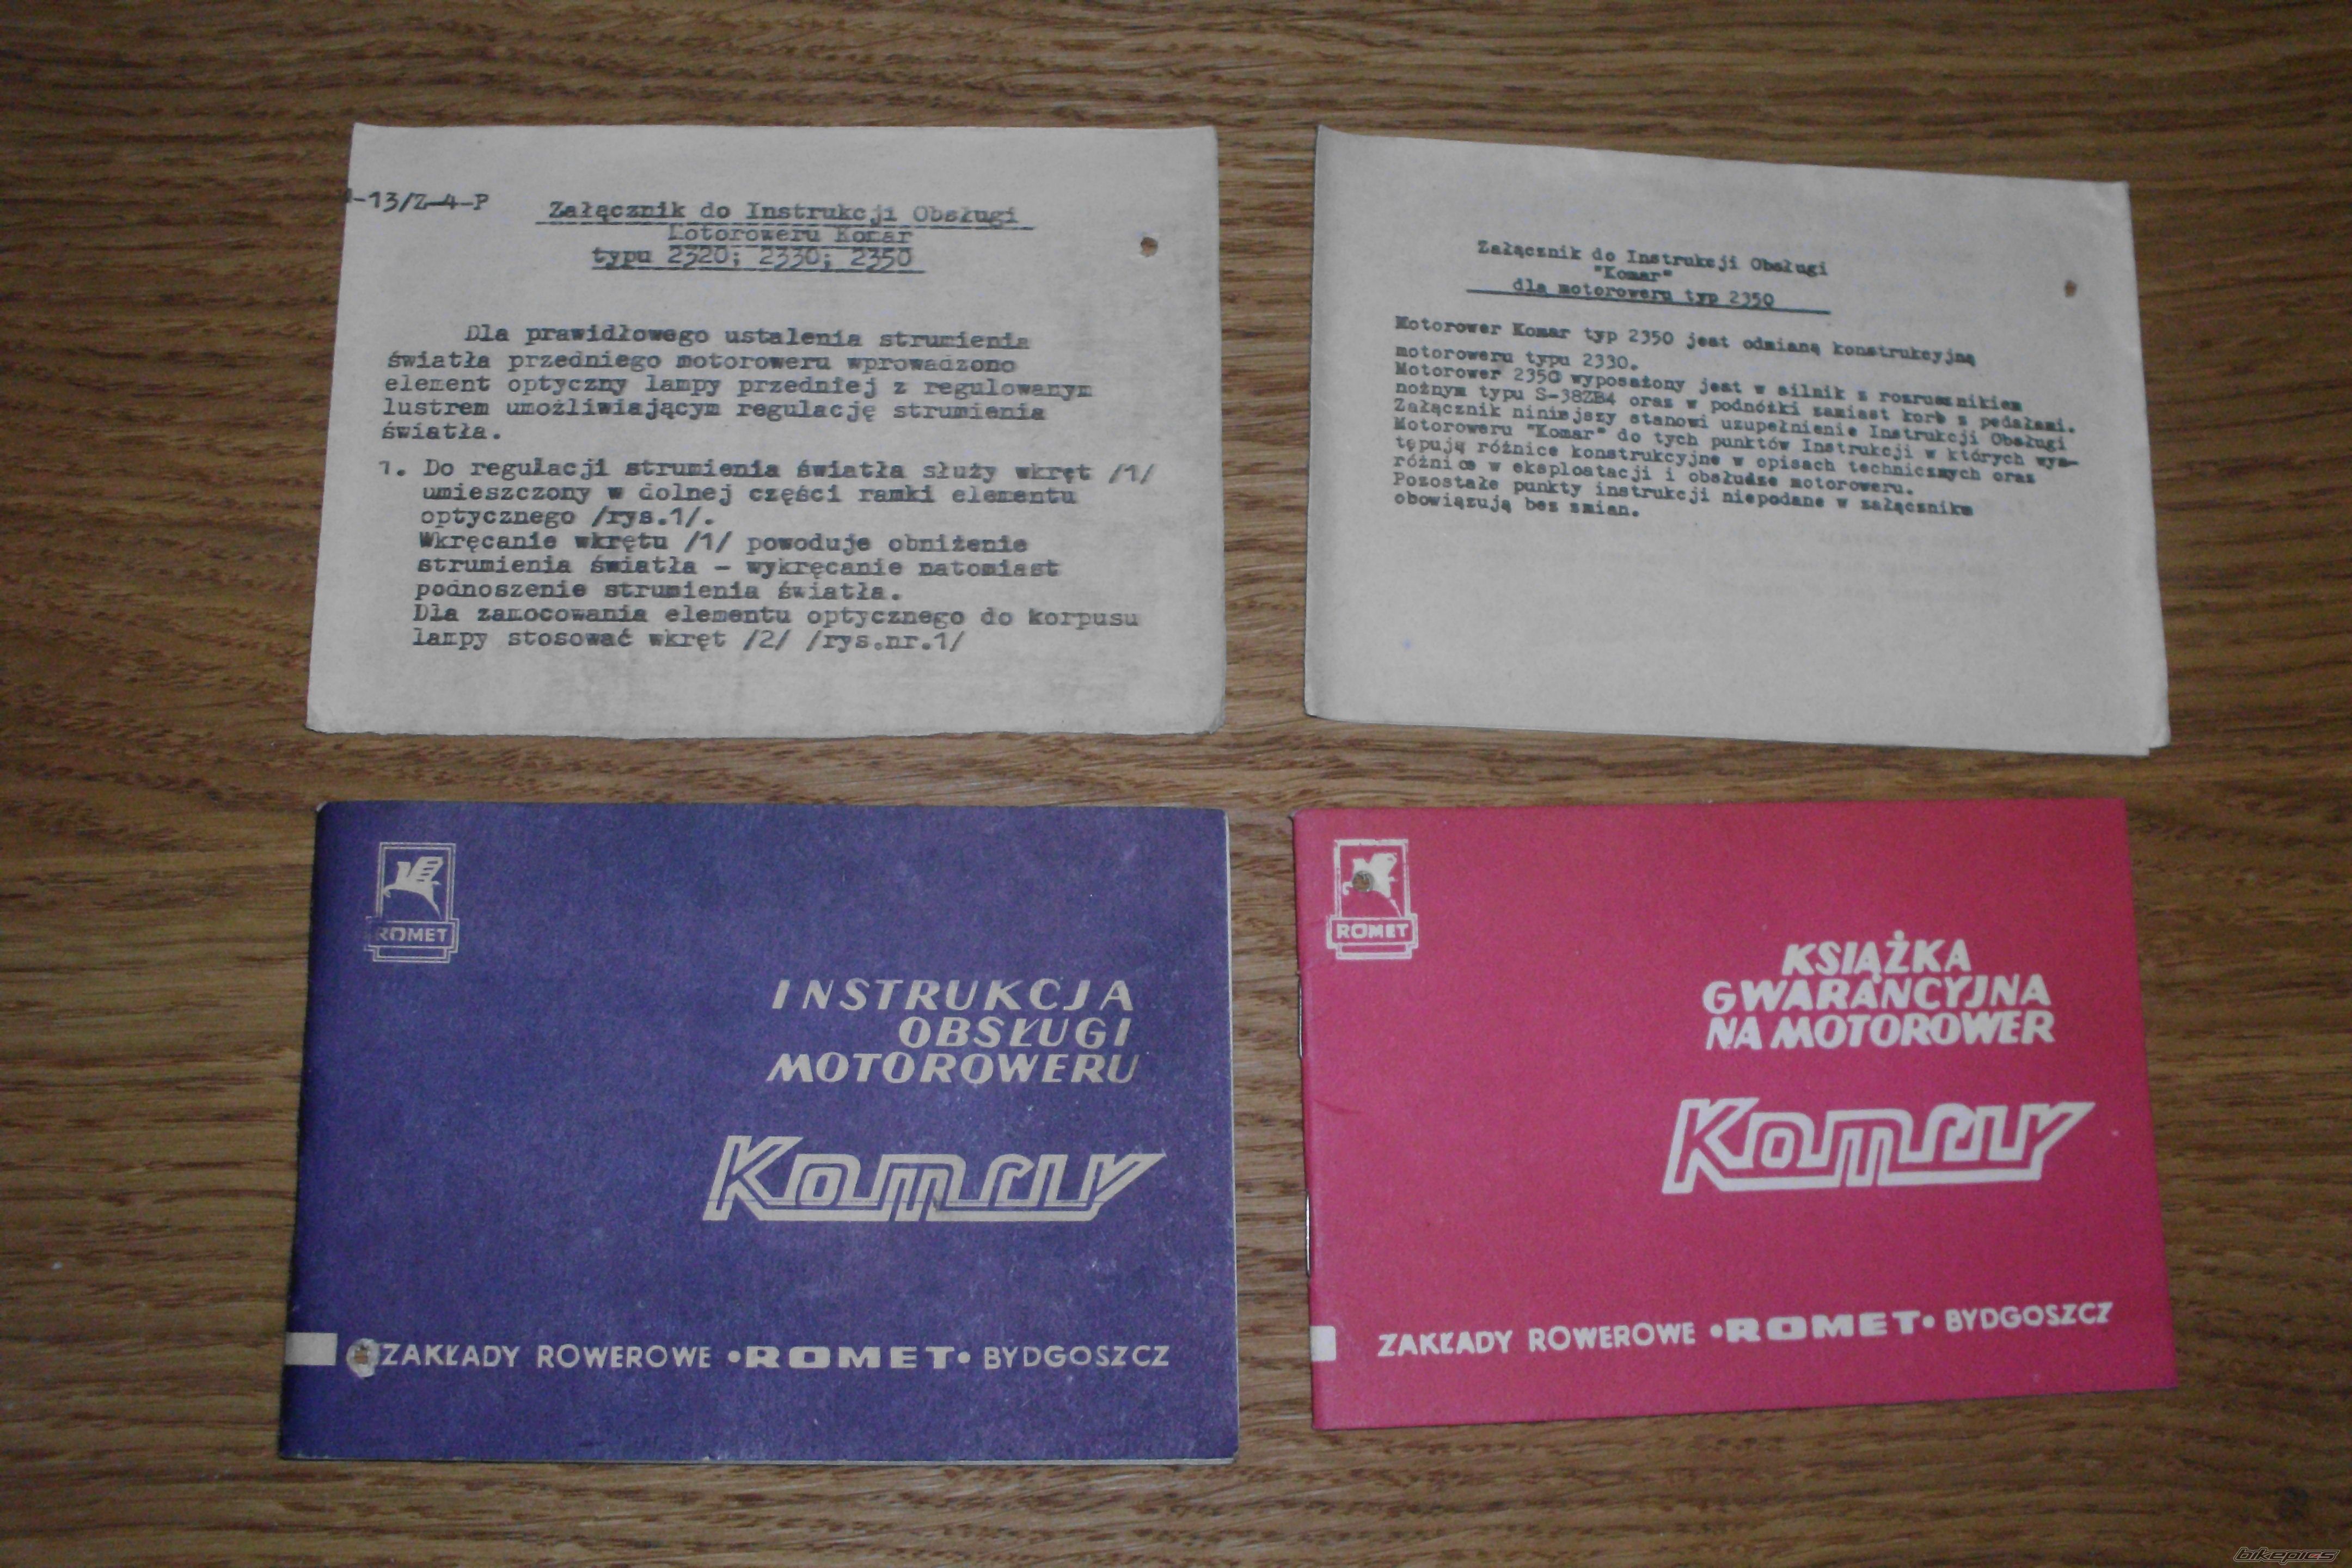 -13/Z-4-P
Załącznik do Instrukcji Obsługi
Motoroweru Komar
typu 2320; 2330; 2350
Dla prawidłowego ustalenia strumienia
światła przedniego motoroweru wprowadzono
element optyczny lampy przedniej z regulowanym
lustrem umożliwiającym regulację strumienia
światła.
1. Do regulacji strumienia światła służy wkręt /1/
umieszczony w dolnej części ramki elementu
optycznego /rys.1/.
Wkręcanie wkrętu /1/ powoduje obniżenie
strumienia światła - wykręcanie natomiast
podnoszenie strumienia światła.
Dla zamocowania elementu optycznego do korpusu
lampy stosować wkręt /2/ /rys.nr.1/
Załącznik do Instrukcji Obsługi
"Komar"
dla motoroweru typ 2350
Motorower Komar typ 2350 jest odmianą konstrukcyjną
motoroweru typu 2330.
Motorower 2350 wyposażony jest w silnik z rozrusznikiem
nożnym typu S-38ZB4 oraz w podnóżki zamiast korb z pedałami.
Załącznik niniejszy stanowi uzupełnienie Instrukcji Obsługi
Motoroweru "Komar" do tych punktów Instrukcji w których wys-
tępują różnice konstrukcyjne w opisach technicznych oraz
różnice w eksploatacji i obsłudze motoroweru.
Pozostałe punkty instrukcji niepodane w załączniku
obowiązują bez zmian.
ROMET
INSTRUKCJA
OBSŁUGI
MOTOROWERU
Komar
ZAKŁADY ROWEROWE •ROMET• BYDGOSZCZ
ROMET
KSIĄŻKA
GWARANCYJNA
NA MOTOROWER
Komar
ZAKŁADY ROWEROWE •ROMET• BYDGOSZCZ
bikepics